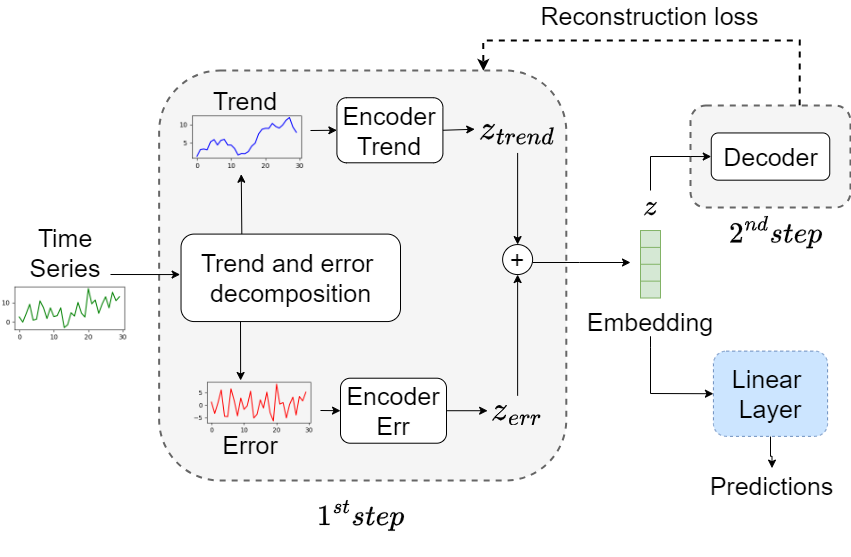 Reconstruction loss
Trend
10
5
0
10
20
30
Encoder
Trend
z_{trend}
Decoder
z
2^{nd} step
Time
Series
10
0
0
10
20
30
Trend and error
decomposition
+
Embedding
5
0
−5
0
10
20
30
Error
Encoder
Err
z_{err}
Linear
Layer
Predictions
1^{st} step